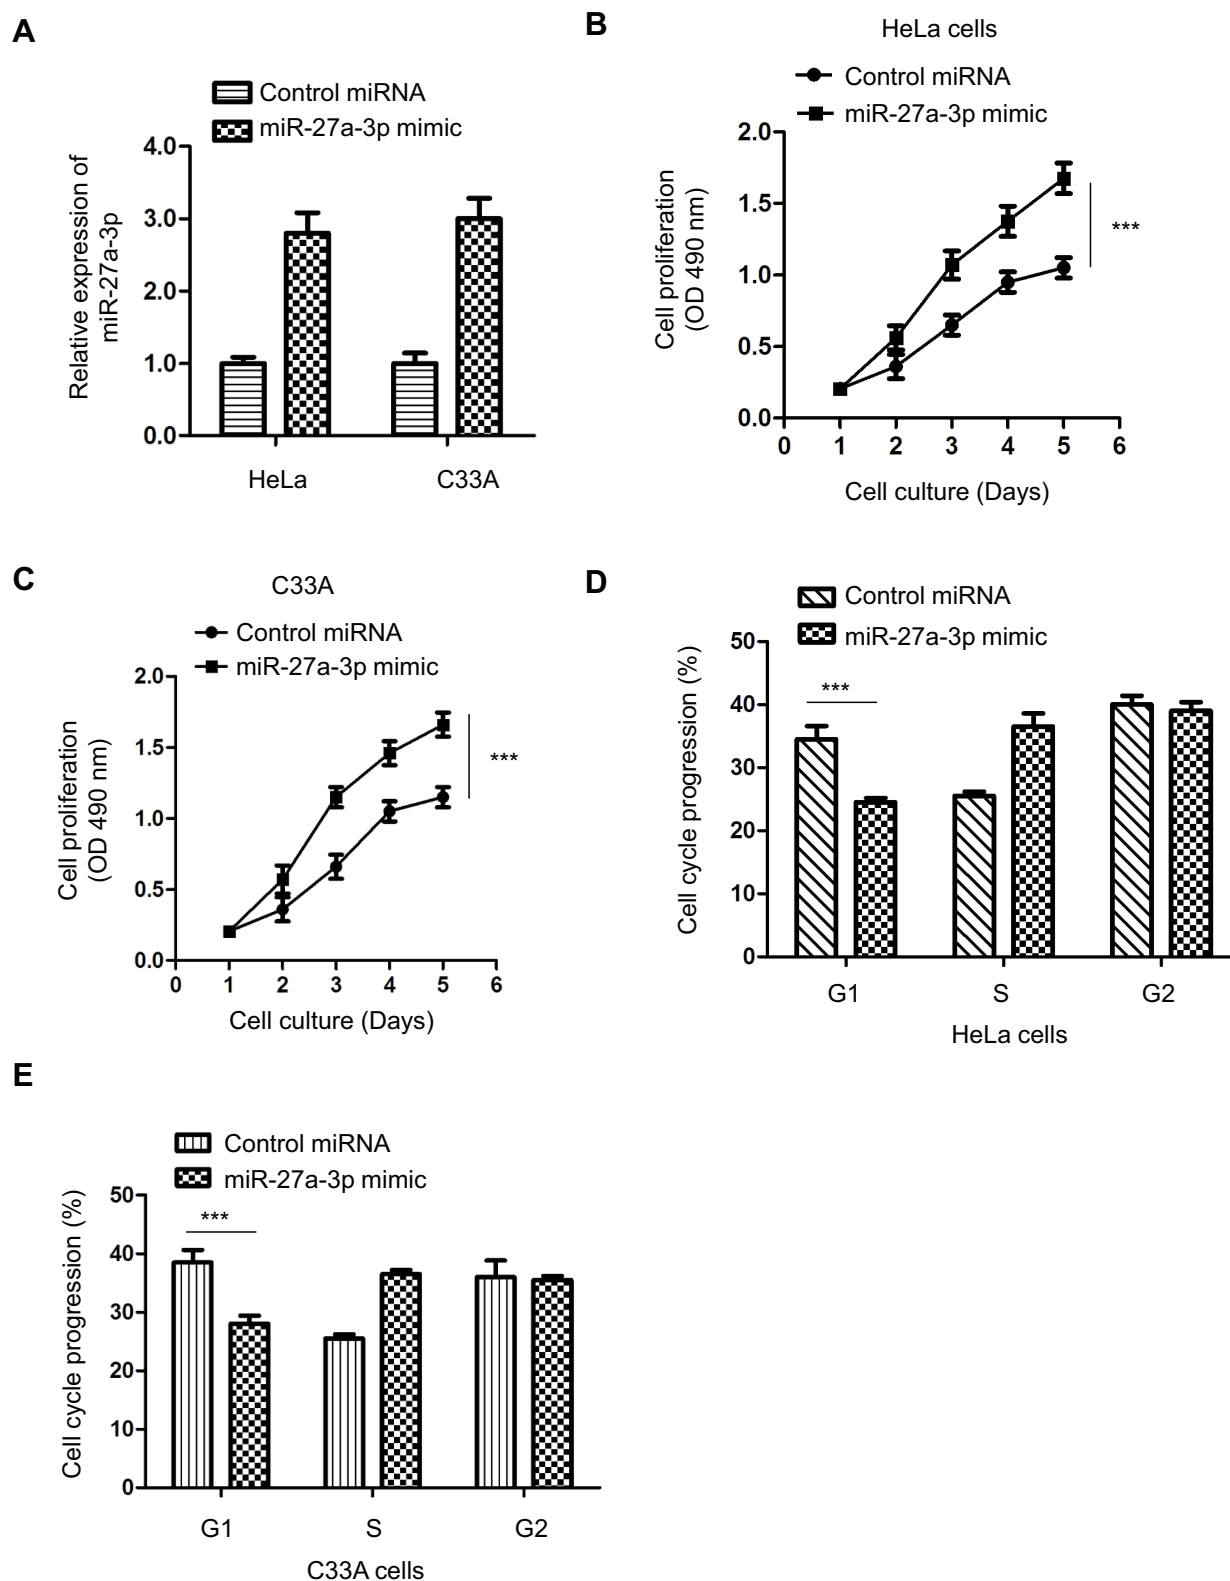 A
Control miRNA
miR-27a-3p mimic
Relative expression of
miR-27a-3p
4.0
3.0
2.0
1.0
0.0
HeLa C33A
B
HeLa cells
Control miRNA
miR-27a-3p mimic
Cell proliferation
(OD 490 nm)
2.0
1.5
1.0
0.5
0.0
***
0 1 2 3 4 5 6
Cell culture (Days)
C
C33A
Control miRNA
miR-27a-3p mimic
Cell proliferation
(OD 490 nm)
2.0
1.5
1.0
0.5
0.0
***
0 1 2 3 4 5 6
Cell culture (Days)
D
Control miRNA
miR-27a-3p mimic
Cell cycle progression (%)
50
40
30
20
10
0
***
G1 S G2
HeLa cells
E
Control miRNA
miR-27a-3p mimic
Cell cycle progression (%)
50
40
30
20
10
0
***
G1 S G2
C33A cells